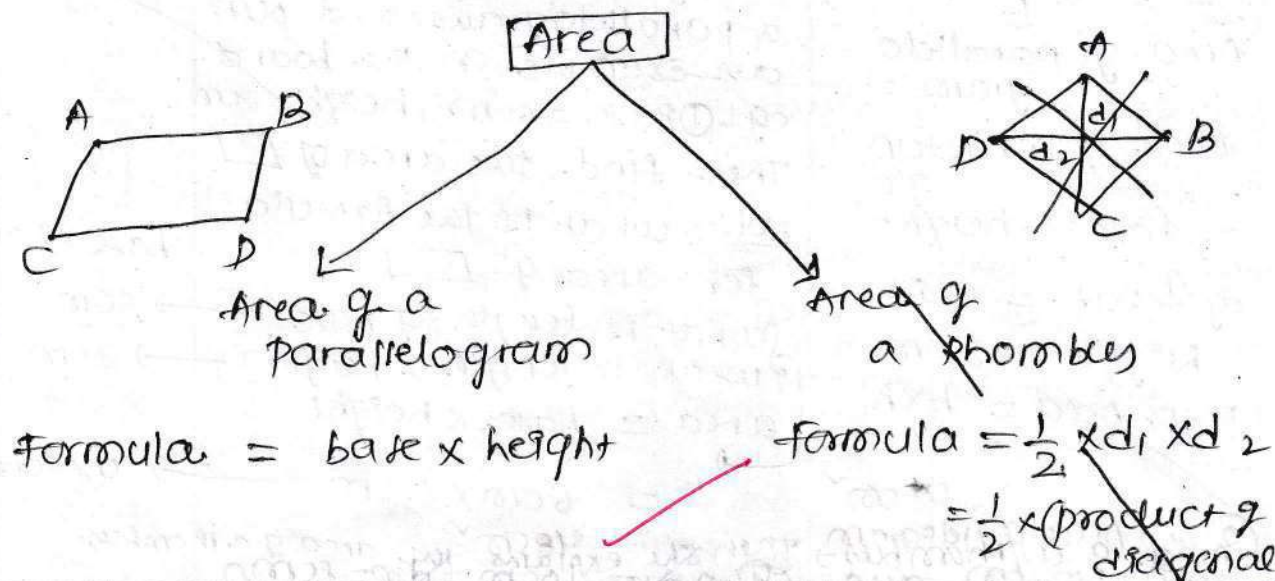 Area
A
B
C
D
A
d1
D
d2
B
C
Area of a
parallelogram
Area of
a rhombus
Formula = base x height
Formula = 1/2 x d1 x d2
= 1/2 x (product of
diagonal